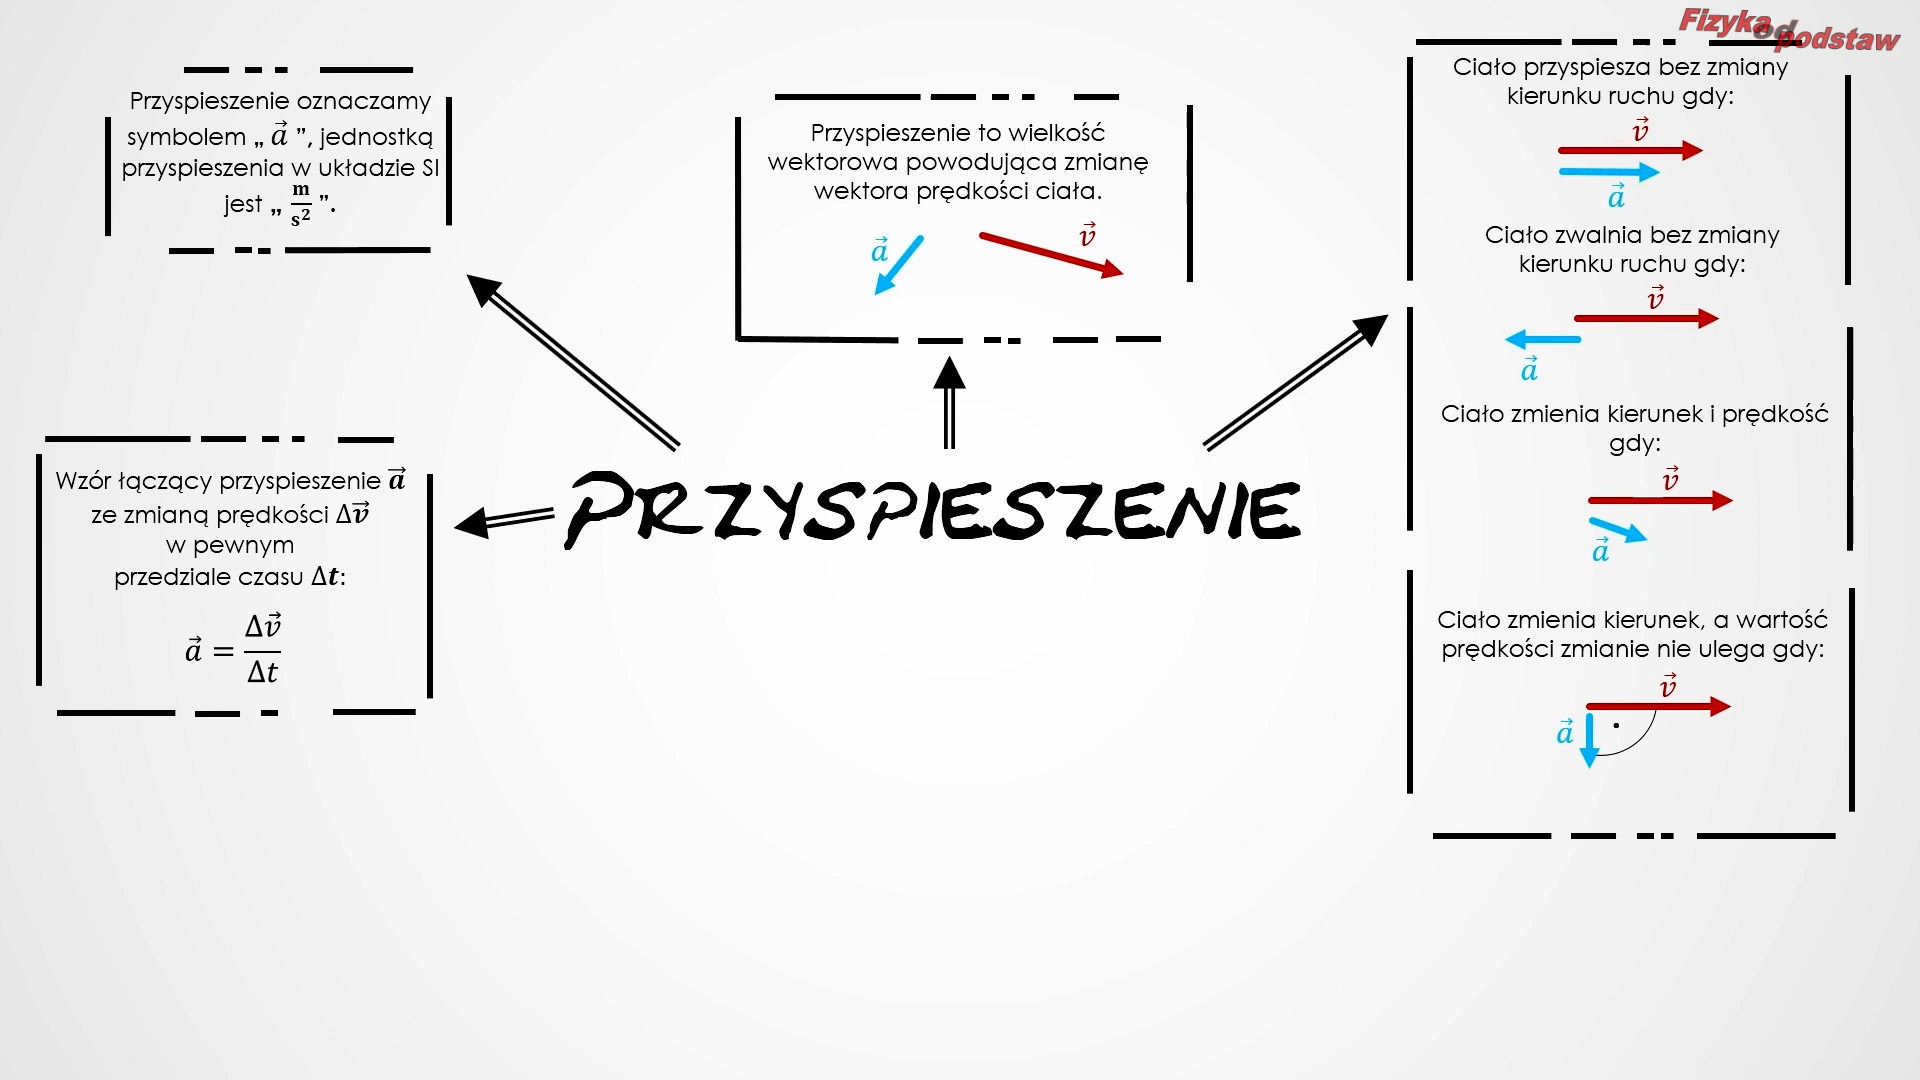 Fizyka od podstaw
Przyspieszenie oznaczamy
symbolem „ a⃗ ”, jednostką
przyspieszenia w układzie SI
jest „ m/s² ”.
Przyspieszenie to wielkość
wektorowa powodująca zmianę
wektora prędkości ciała.
a⃗
v⃗
Ciało przyspiesza bez zmiany
kierunku ruchu gdy:
v⃗
a⃗
Ciało zwalnia bez zmiany
kierunku ruchu gdy:
v⃗
a⃗
Ciało zmienia kierunek i prędkość
gdy:
v⃗
a⃗
Ciało zmienia kierunek, a wartość
prędkości zmianie nie ulega gdy:
v⃗
a⃗
Wzór łączący przyspieszenie a⃗
ze zmianą prędkości Δv⃗
w pewnym
przedziale czasu Δt:
a⃗ = Δv⃗/Δt
PRZYSPIESZENIE